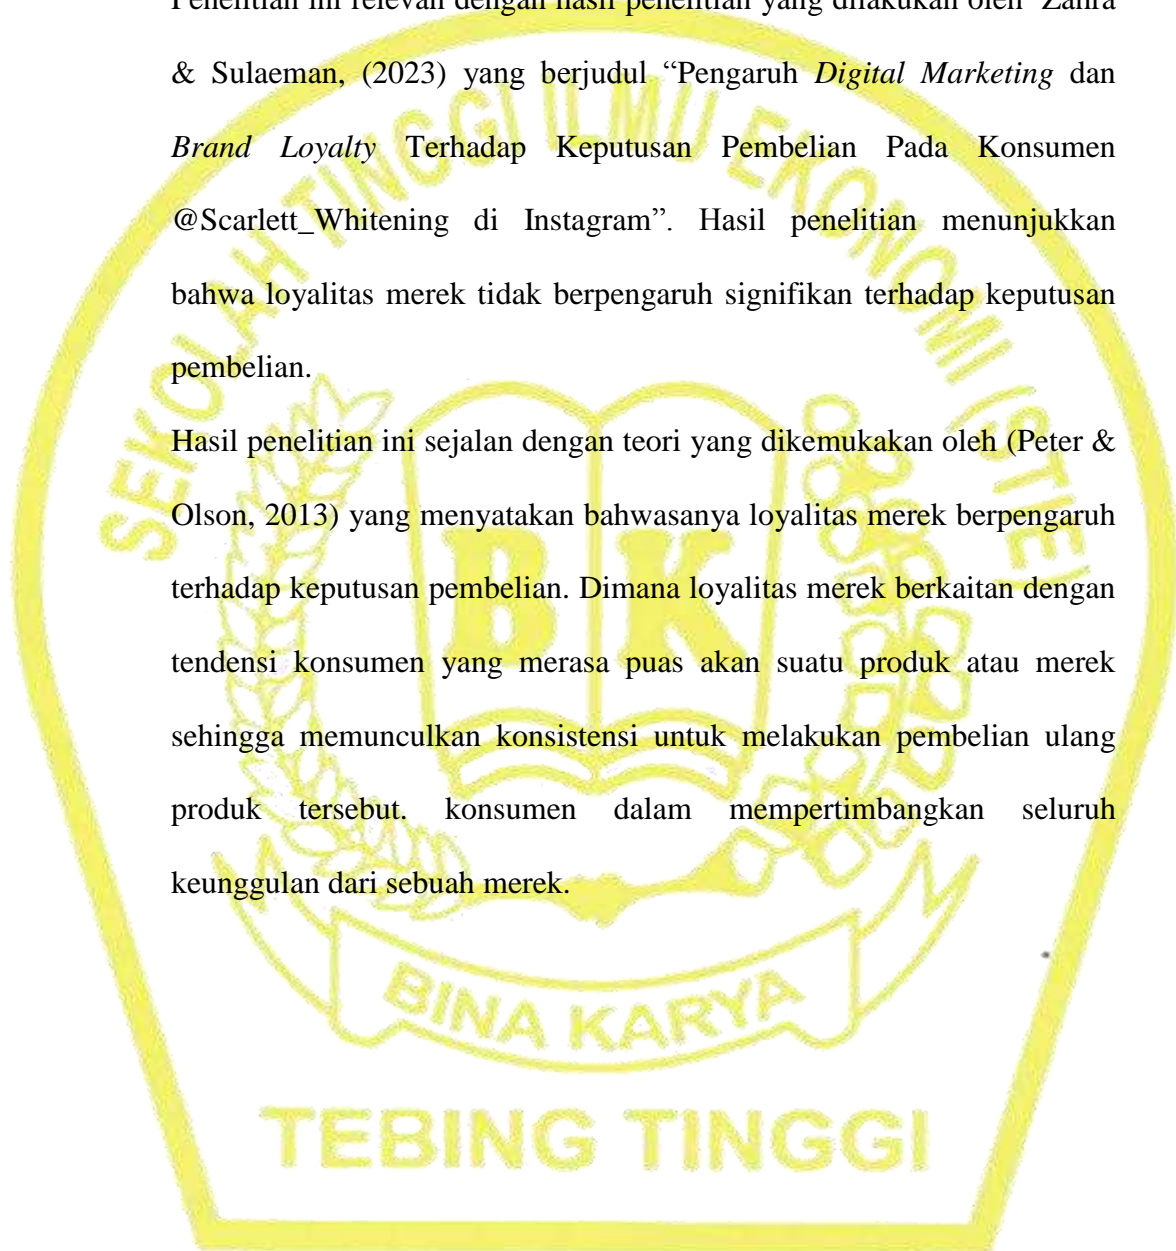 Penelitian ini relevan dengan hasil penelitian yang dilakukan oleh Zahra
& Sulaeman, (2023) yang berjudul “Pengaruh Digital Marketing dan
Brand Loyalty Terhadap Keputusan Pembelian Pada Konsumen
@Scarlett_Whitening di Instagram”. Hasil penelitian menunjukkan
bahwa loyalitas merek tidak berpengaruh signifikan terhadap keputusan
pembelian.
Hasil penelitian ini sejalan dengan teori yang dikemukakan oleh (Peter &
Olson, 2013) yang menyatakan bahwasanya loyalitas merek berpengaruh
terhadap keputusan pembelian. Dimana loyalitas merek berkaitan dengan
tendensi konsumen yang merasa puas akan suatu produk atau merek
sehingga memunculkan konsistensi untuk melakukan pembelian ulang
produk tersebut. konsumen dalam mempertimbangkan seluruh
keunggulan dari sebuah merek.
SEKOLAH TINGGI ILMU EKONOMI (STIE)
B K
BINA KARYA
TEBING TINGGI